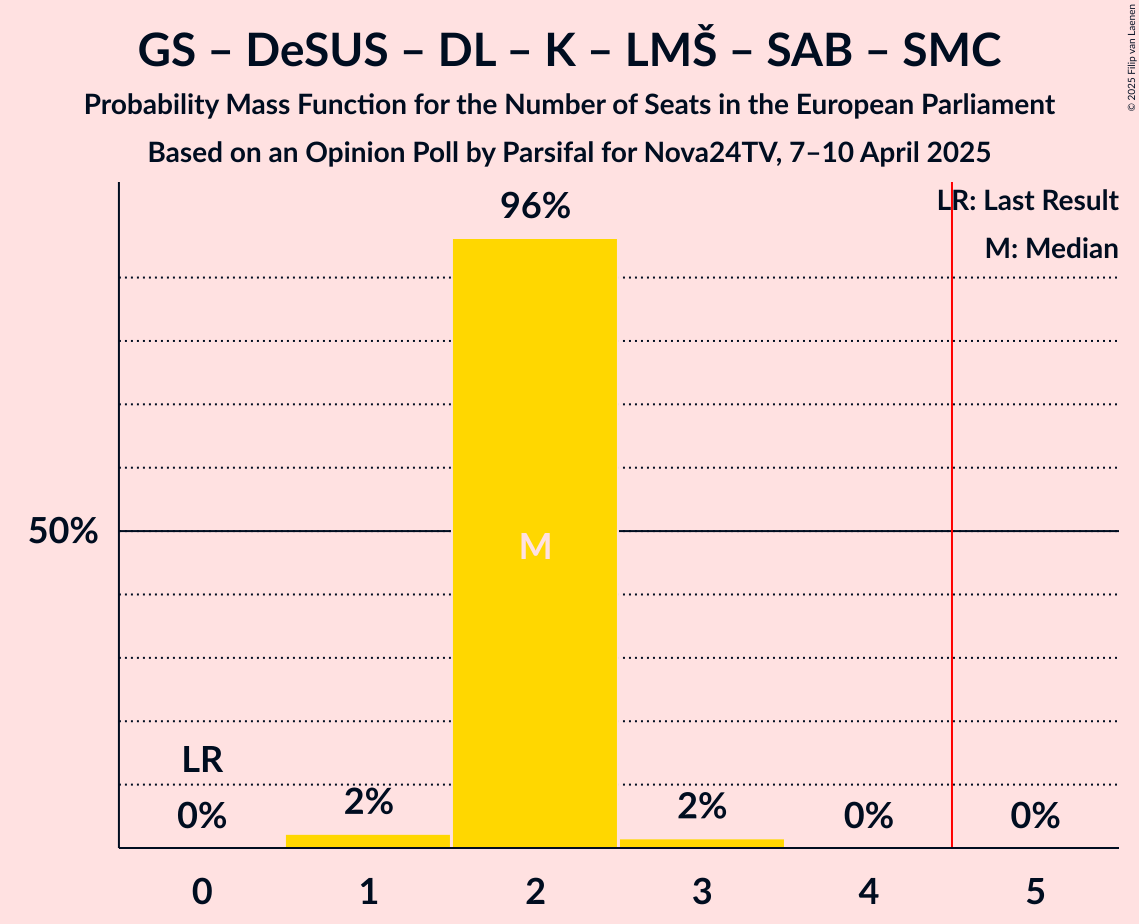 GS – DeSUS – DL – K – LMŠ – SAB – SMC
Probability Mass Function for the Number of Seats in the European Parliament
Based on an Opinion Poll by Parsifal for Nova24TV, 7–10 April 2025
© 2025 Filip van Laenen
LR: Last Result
M: Median
96%
50%
M
LR
0%
2%
2%
0%
0%
0
1
2
3
4
5